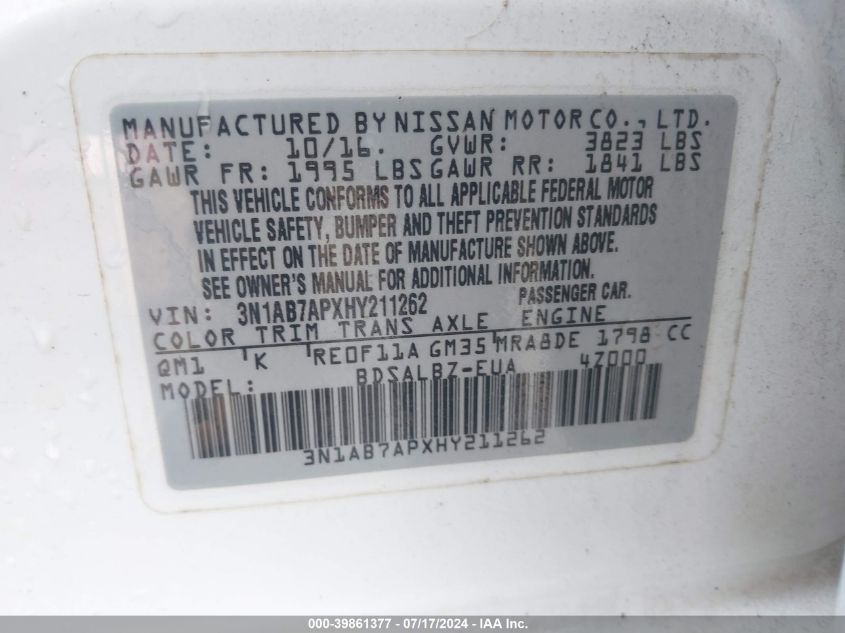 MANUFACTURED BY NISSAN MOTOR CO., LTD.
DATE: 10/16. GVWR: 3823 LBS
GAWR FR: 1995 LBS GAWR RR: 1841 LBS
THIS VEHICLE CONFORMS TO ALL APPLICABLE FEDERAL MOTOR
VEHICLE SAFETY, BUMPER AND THEFT PREVENTION STANDARDS
IN EFFECT ON THE DATE OF MANUFACTURE SHOWN ABOVE.
SEE OWNER'S MANUAL FOR ADDITIONAL INFORMATION.
VIN: 3N1AB7APXHY211262 PASSENGER CAR.
COLOR TRIM TRANS AXLE ENGINE
QM1 K RE0F11A GM35 MRA8DE 1798 CC
MODEL: BDSALBZ-EUA 4Z000
3N1AB7APXHY211262
000-39861377 - 07/17/2024 - IAA Inc.